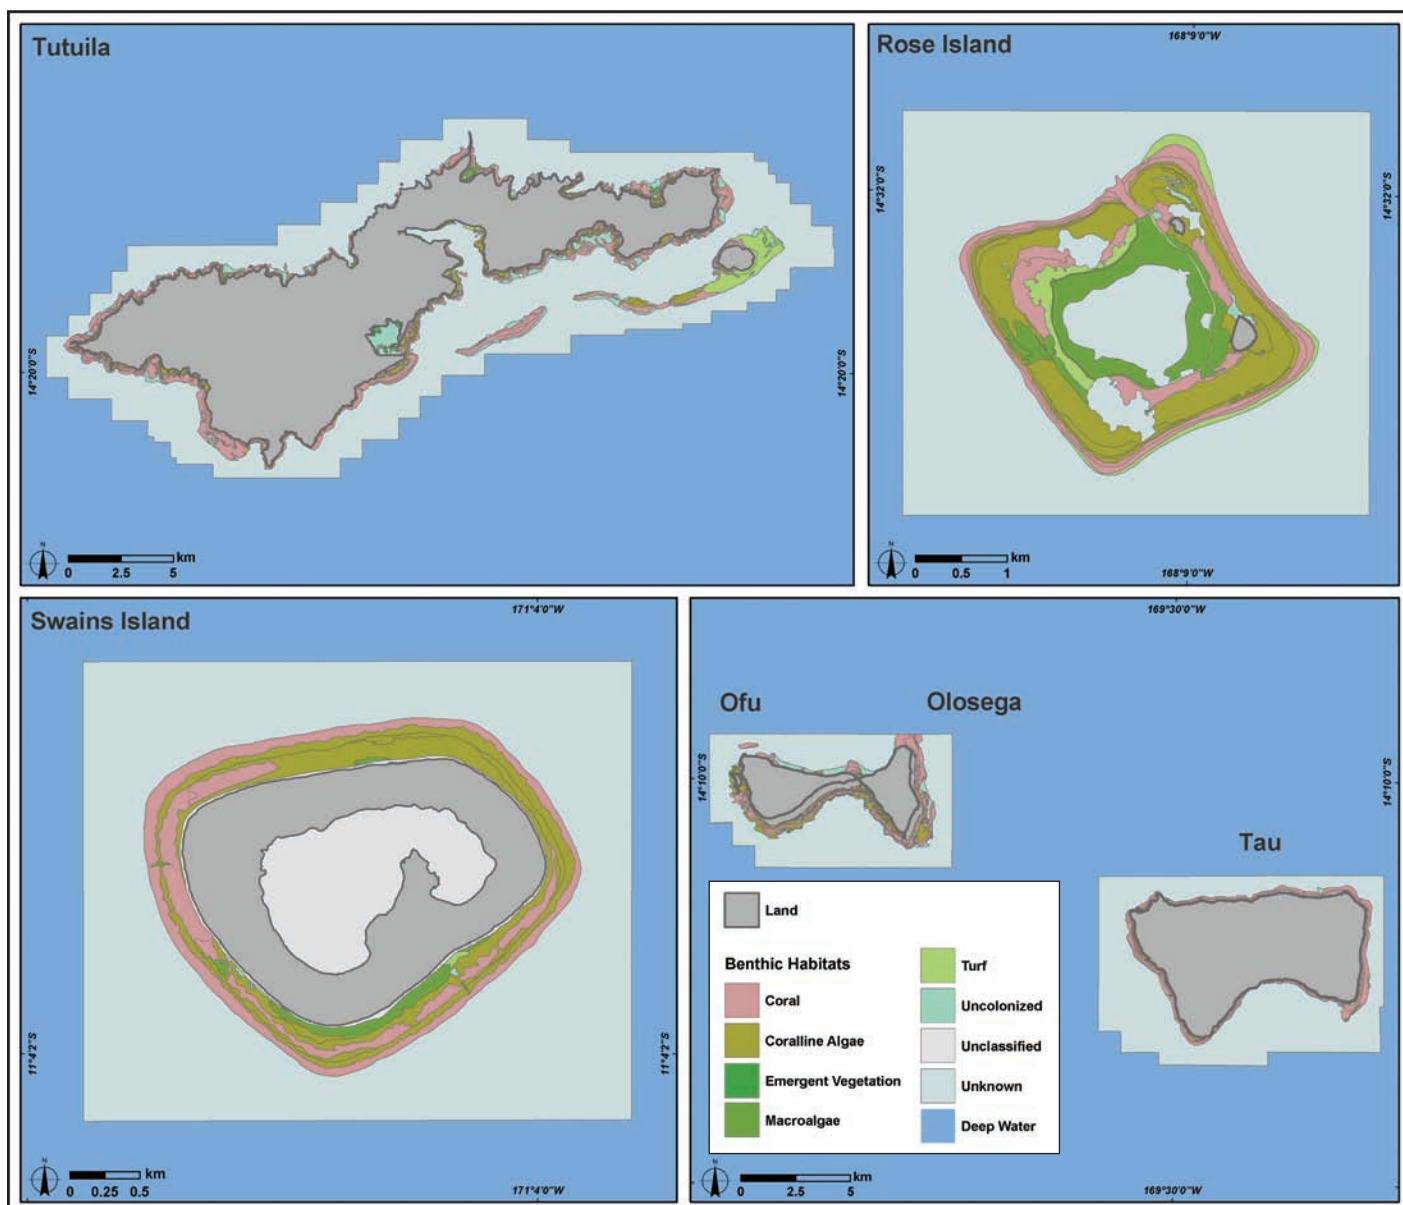 Tutuila
14°20'0"S
14°20'0"S
N
km
0 2.5 5
Rose Island
168°9'0"W
14°32'0"S
14°32'0"S
N
km
0 0.5 1
168°9'0"W
Swains Island
171°4'0"W
11°4'2"S
11°4'2"S
N
km
0 0.25 0.5
171°4'0"W
169°30'0"W
Ofu
Olosega
14°10'0"S
14°10'0"S
Tau
Land
Benthic Habitats
Coral
Coralline Algae
Emergent Vegetation
Macroalgae
Turf
Uncolonized
Unclassified
Unknown
Deep Water
N
km
0 2.5 5
169°30'0"W